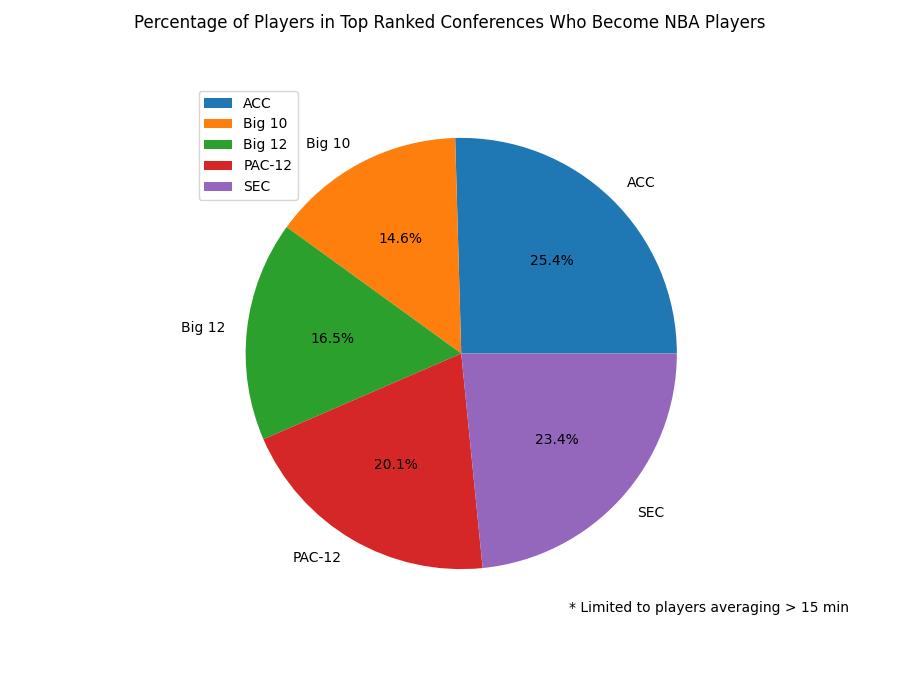 Percentage of Players in Top Ranked Conferences Who Become NBA Players
ACC
Big 10
Big 12
PAC-12
SEC
Big 10
ACC
14.6%
25.4%
Big 12
16.5%
23.4%
20.1%
SEC
PAC-12
* Limited to players averaging > 15 min